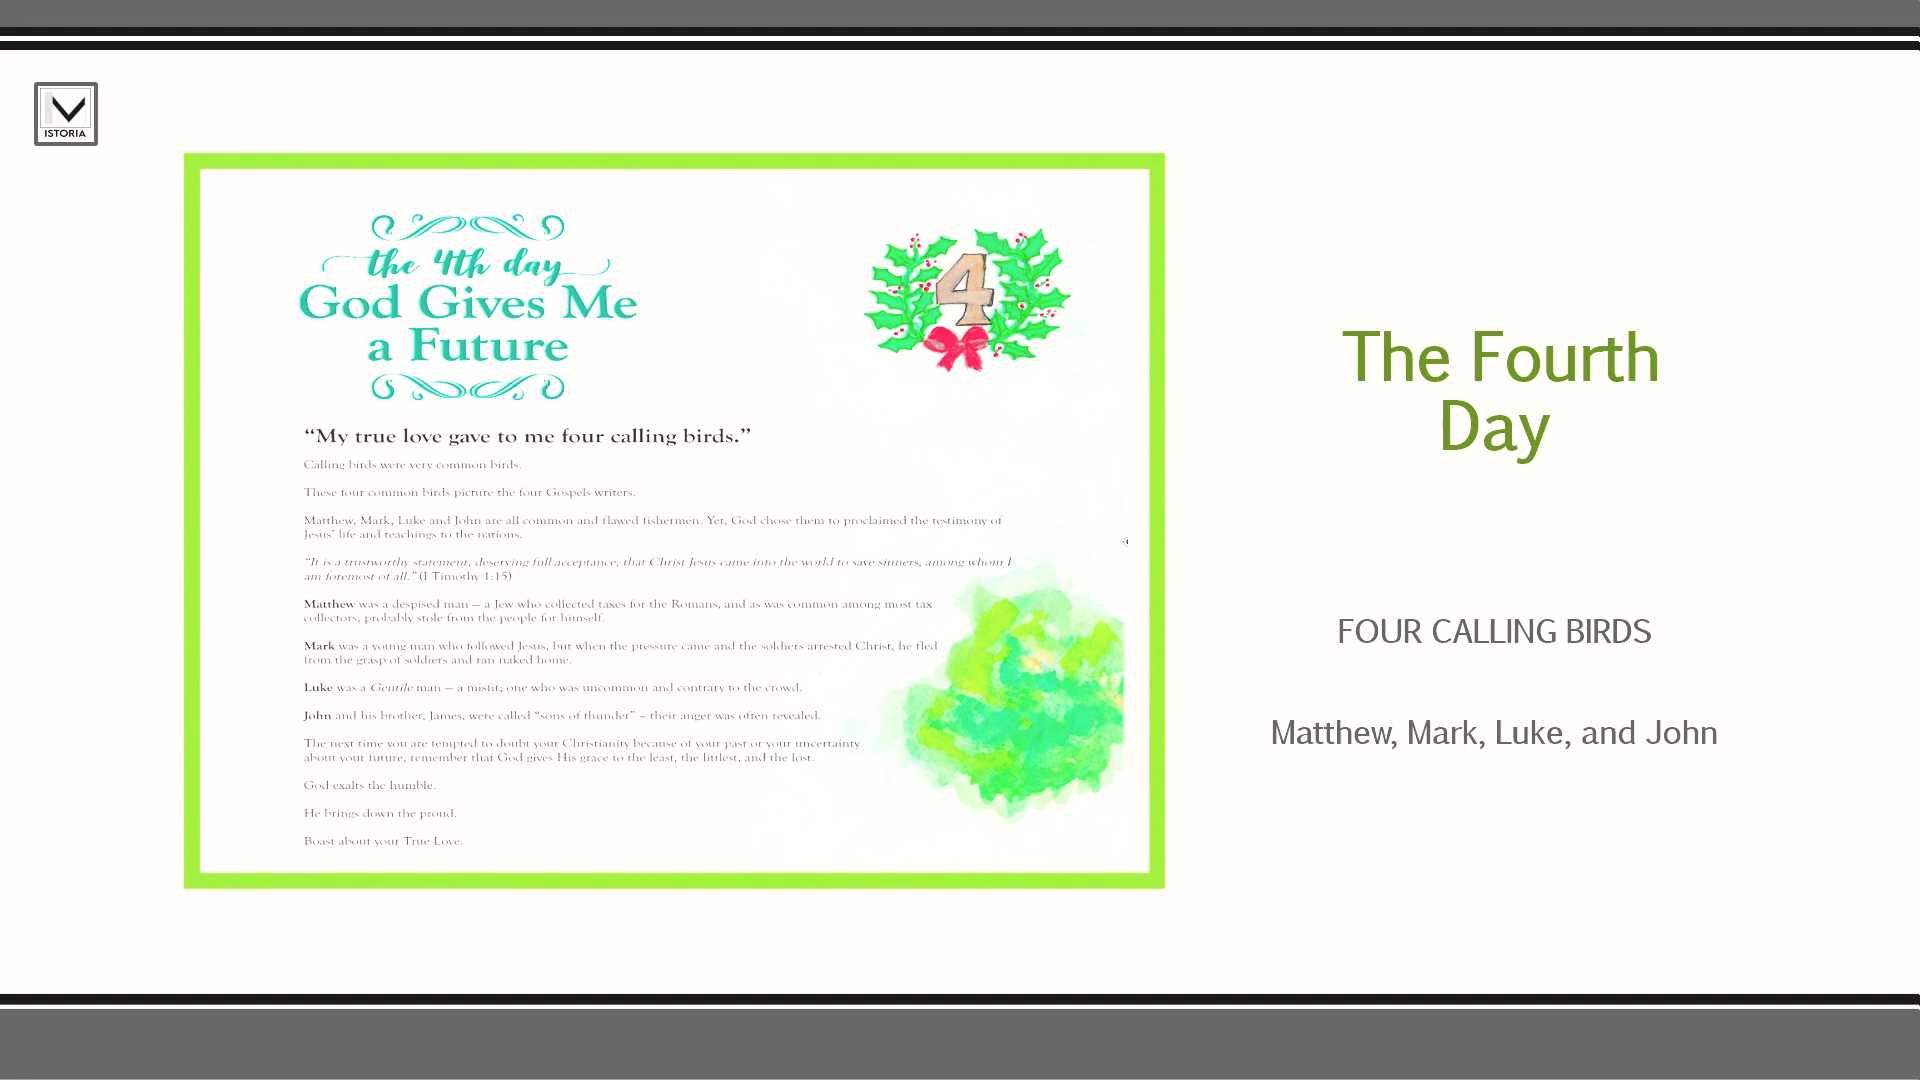 ISTORIA
the 4th day
God Gives Me
a Future
4
“My true love gave to me four calling birds.”
Calling birds were very common birds.
These four common birds picture the four Gospels writers.
Matthew, Mark, Luke and John are all common and flawed fishermen. Yet, God chose them to proclaimed the testimony of
Jesus’ life and teachings to the nations.
“It is a trustworthy statement, deserving full acceptance, that Christ Jesus came into the world to save sinners, among whom I
am foremost of all.” (I Timothy 1:15)
Matthew was a despised man — a Jew who collected taxes for the Romans, and as was common among most tax
collectors, probably stole from the people for himself.
Mark was a young man who followed Jesus, but when the pressure came and the soldiers arrested Christ, he fled
from the grasp of soldiers and ran naked home.
Luke was a Gentile man — a misfit; one who was uncommon and contrary to the crowd.
John and his brother, James, were called “sons of thunder” – their anger was often revealed.
The next time you are tempted to doubt your Christianity because of your past or your uncertainty
about your future, remember that God gives His grace to the least, the littlest, and the lost.
God exalts the humble.
He brings down the proud.
Boast about your True Love.
The Fourth
Day
FOUR CALLING BIRDS
Matthew, Mark, Luke, and John